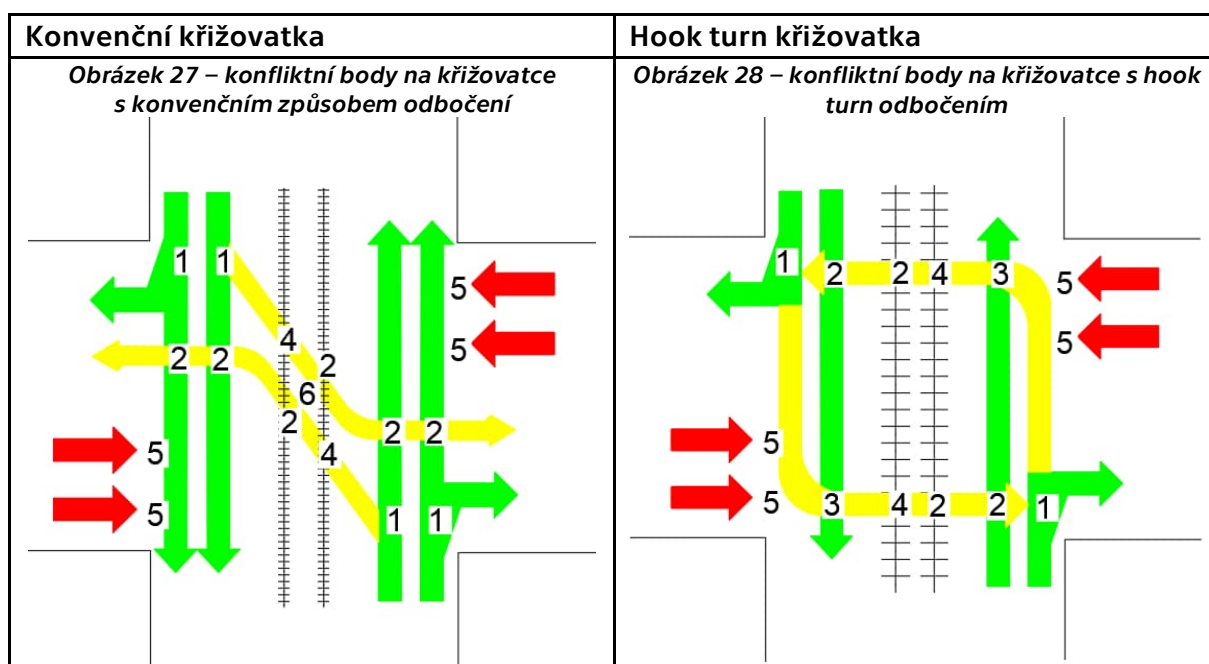 Konvenční křižovatka
Obrázek 27 – konfliktní body na křižovatce
s konvenčním způsobem odbočení
1 1
5
4
5
2 2 2
6
2
2 2
5 4
5 1 1
Hook turn křižovatka
Obrázek 28 – konfliktní body na křižovatce s hook
turn odbočením
1 2 2 4 3 5
5
5
5 3 4 2 2 1